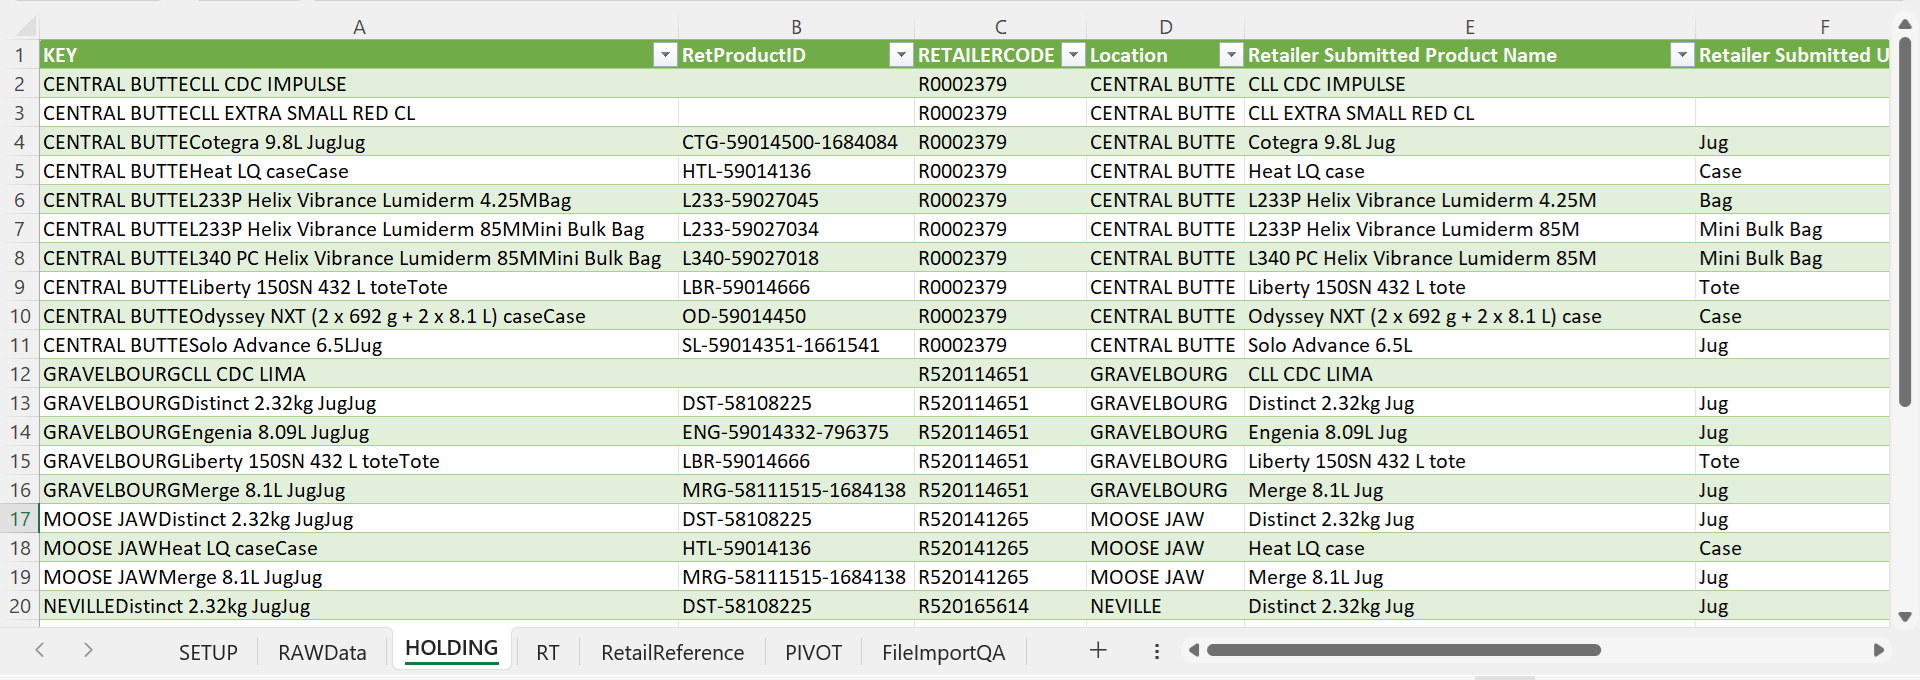 A B C D E F
1 KEY RetProductID RETAILERCODE Location Retailer Submitted Product Name Retailer Submitted U
2 CENTRAL BUTTECLL CDC IMPULSE R0002379 CENTRAL BUTTE CLL CDC IMPULSE
3 CENTRAL BUTTECLL EXTRA SMALL RED CL R0002379 CENTRAL BUTTE CLL EXTRA SMALL RED CL
4 CENTRAL BUTTECotegra 9.8L JugJug CTG-59014500-1684084 R0002379 CENTRAL BUTTE Cotegra 9.8L Jug Jug
5 CENTRAL BUTTEHeat LQ caseCase HTL-59014136 R0002379 CENTRAL BUTTE Heat LQ case Case
6 CENTRAL BUTTEL233P Helix Vibrance Lumiderm 4.25MBag L233-59027045 R0002379 CENTRAL BUTTE L233P Helix Vibrance Lumiderm 4.25M Bag
7 CENTRAL BUTTEL233P Helix Vibrance Lumiderm 85MMini Bulk Bag L233-59027034 R0002379 CENTRAL BUTTE L233P Helix Vibrance Lumiderm 85M Mini Bulk Bag
8 CENTRAL BUTTEL340 PC Helix Vibrance Lumiderm 85MMini Bulk Bag L340-59027018 R0002379 CENTRAL BUTTE L340 PC Helix Vibrance Lumiderm 85M Mini Bulk Bag
9 CENTRAL BUTTELiberty 150SN 432 L toteTote LBR-59014666 R0002379 CENTRAL BUTTE Liberty 150SN 432 L tote Tote
10 CENTRAL BUTTEOdyssey NXT (2 x 692 g + 2 x 8.1 L) caseCase OD-59014450 R0002379 CENTRAL BUTTE Odyssey NXT (2 x 692 g + 2 x 8.1 L) case Case
11 CENTRAL BUTTESolo Advance 6.5LJug SL-59014351-1661541 R0002379 CENTRAL BUTTE Solo Advance 6.5L Jug
12 GRAVELBOURGCLL CDC LIMA R520114651 GRAVELBOURG CLL CDC LIMA
13 GRAVELBOURGDistinct 2.32kg JugJug DST-58108225 R520114651 GRAVELBOURG Distinct 2.32kg Jug Jug
14 GRAVELBOURGEngenia 8.09L JugJug ENG-59014332-796375 R520114651 GRAVELBOURG Engenia 8.09L Jug Jug
15 GRAVELBOURGLiberty 150SN 432 L toteTote LBR-59014666 R520114651 GRAVELBOURG Liberty 150SN 432 L tote Tote
16 GRAVELBOURGMerge 8.1L JugJug MRG-58111515-1684138 R520114651 GRAVELBOURG Merge 8.1L Jug Jug
17 MOOSE JAWDistinct 2.32kg JugJug DST-58108225 R520141265 MOOSE JAW Distinct 2.32kg Jug Jug
18 MOOSE JAWHeat LQ caseCase HTL-59014136 R520141265 MOOSE JAW Heat LQ case Case
19 MOOSE JAWMerge 8.1L JugJug MRG-58111515-1684138 R520141265 MOOSE JAW Merge 8.1L Jug Jug
20 NEVILLEDistinct 2.32kg JugJug DST-58108225 R520165614 NEVILLE Distinct 2.32kg Jug Jug
SETUP RAWData HOLDING RT RetailReference PIVOT FileImportQA